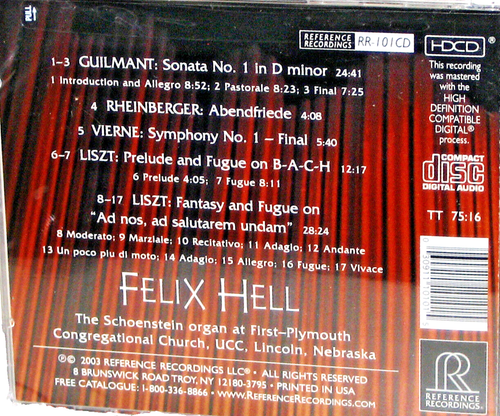 PULL
REFERENCE RECORDINGS RR-101CD
HDCD®
This recording
was mastered
with the
HIGH
DEFINITION
COMPATIBLE
DIGITAL®
process.
COMPACT
disc
DIGITAL AUDIO
TT 75:16
1–3 GUILMANT: Sonata No. 1 in D minor 24:41
1 Introduction and Allegro 8:52; 2 Pastorale 8:23; 3 Final 7:25
4 RHEINBERGER: Abendfriede 4:08
5 VIERNE: Symphony No. 1 – Final 5:40
6–7 LISZT: Prelude and Fugue on B-A-C-H 12:17
6 Prelude 4:05; 7 Fugue 8:11
8–17 LISZT: Fantasy and Fugue on
"Ad nos, ad salutarem undam" 28:24
8 Moderato; 9 Marziale; 10 Recitativo; 11 Adagio; 12 Andante
13 Un poco piu di moto; 14 Adagio; 15 Allegro; 16 Fugue; 17 Vivace
FELIX HELL
The Schoenstein organ at First-Plymouth
Congregational Church, UCC, Lincoln, Nebraska
℗© 2003 REFERENCE RECORDINGS LLC® • ALL RIGHTS RESERVED
8 BRUNSWICK ROAD TROY, NY 12180-3795 • PRINTED IN USA
FREE CATALOGUE: 1-800-336-8866 • www.ReferenceRecordings.com
R
REFERENCE
RECORDINGS